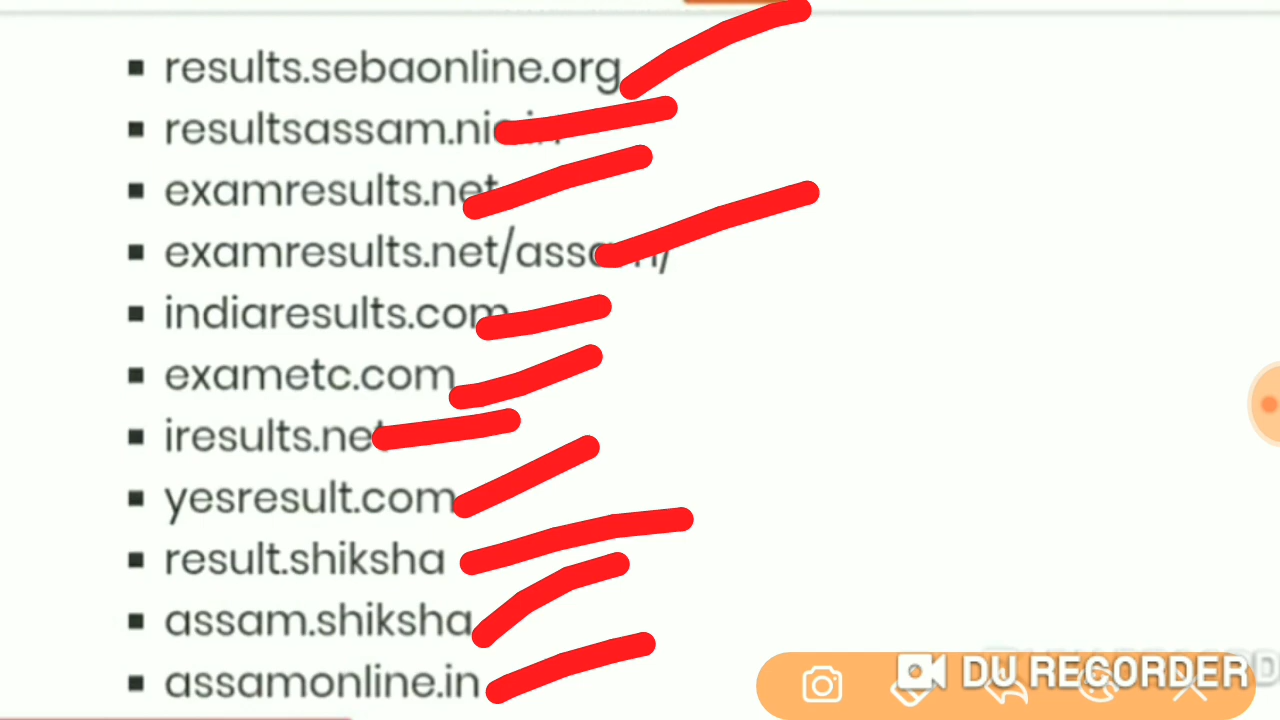 results.sebaonline.org
resultsassam.nic.in
examresults.net
examresults.net/assam/
indiaresults.com
exametc.com
iresults.net
yesresult.com
result.shiksha
assam.shiksha
assamonline.in
DU RECORDER